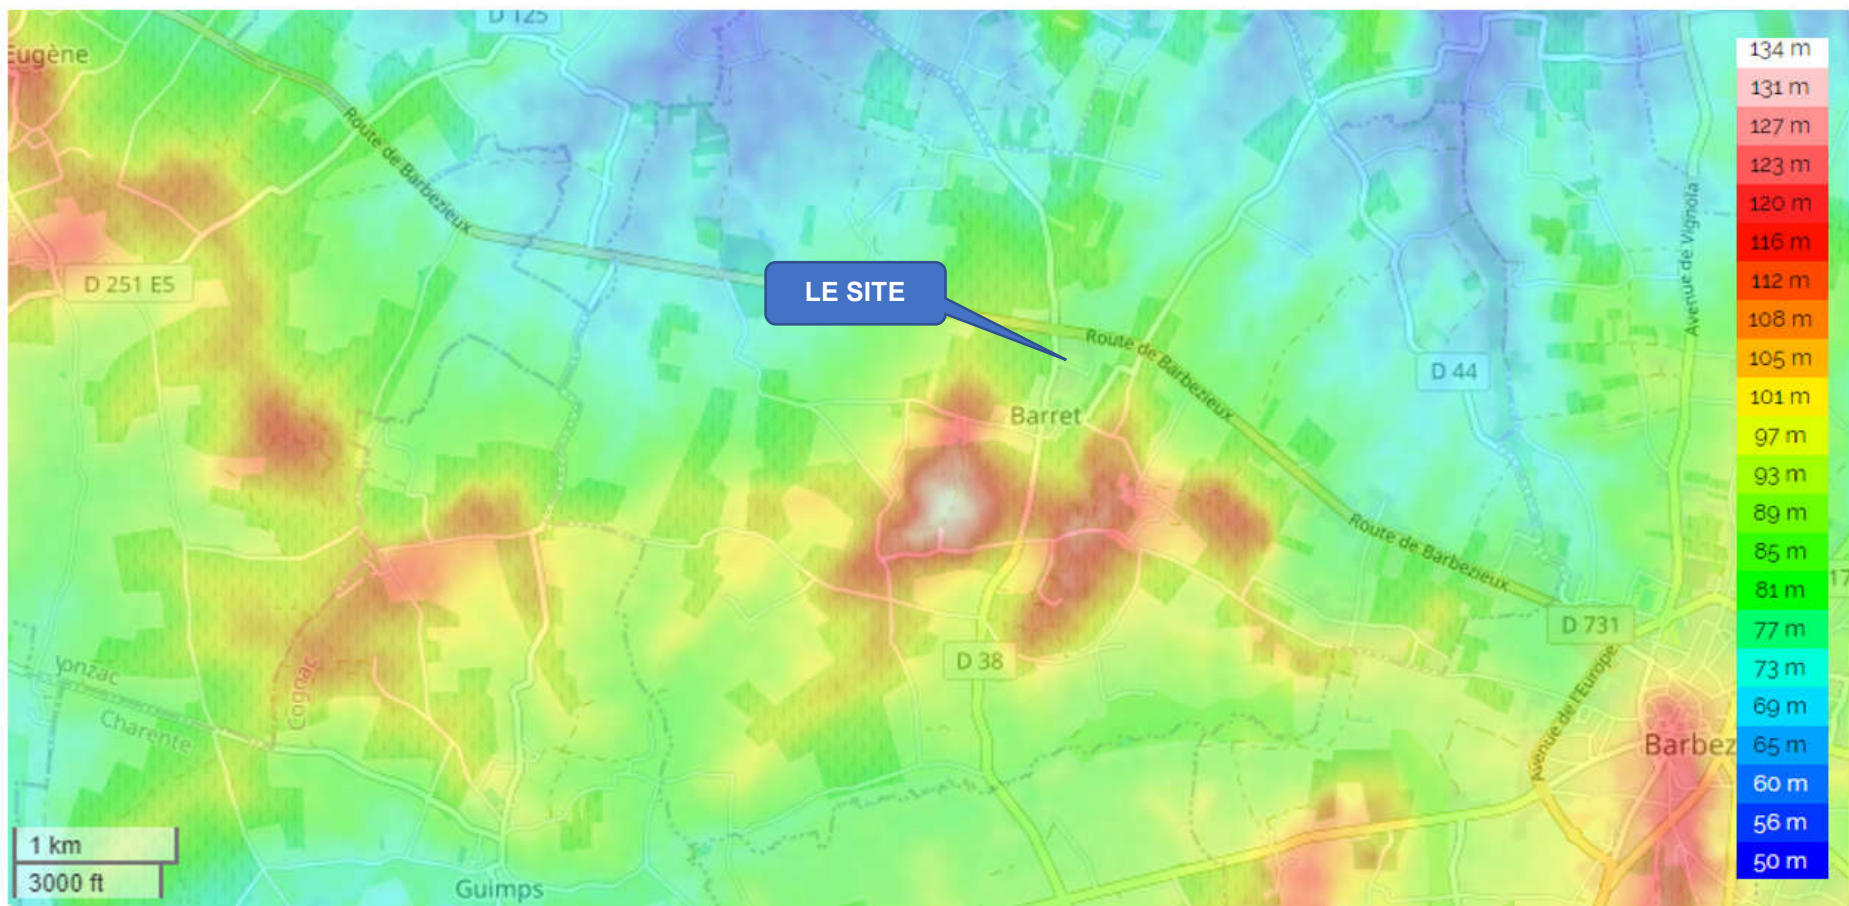 D 125
Eugène
Route de Barbezieux
D 251 E5
LE SITE
Route de Barbezieux
Avenue de Vignola
D 44
Barret
Route de Barbezieux
D 731
D 38
Jonzac
Charente
Cognac
Avenue de l'Europe
Barbez
Guimps
17
1 km
3000 ft
134 m
131 m
127 m
123 m
120 m
116 m
112 m
108 m
105 m
101 m
97 m
93 m
89 m
85 m
81 m
77 m
73 m
69 m
65 m
60 m
56 m
50 m